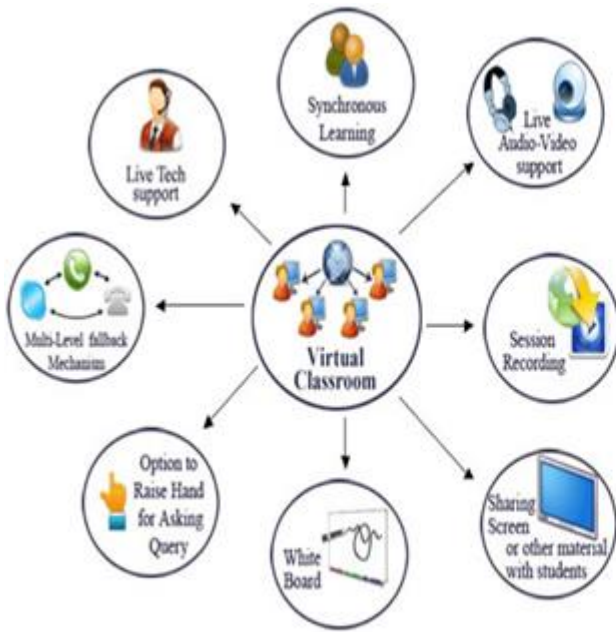 Synchronous
Learning
Live
Audio-Video
support
Live Tech
support
Virtual
Classroom
Multi-Level fallback
Mechanism
Session
Recording
Option to
Raise Hand
for Asking
Query
White
Board
Sharing
Screen
or other material
with students